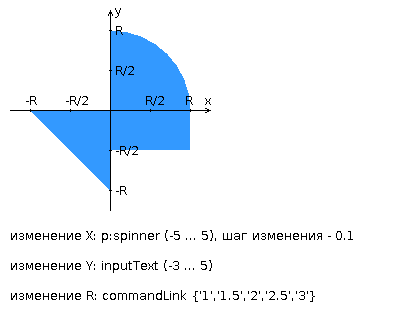 y
R
R/2
-R -R/2 R/2 R x
-R/2
-R
изменение X: p:spinner (-5 ... 5), шаг изменения - 0.1
изменение Y: inputText (-3 ... 5)
изменение R: commandLink {'1','1.5','2','2.5','3'}